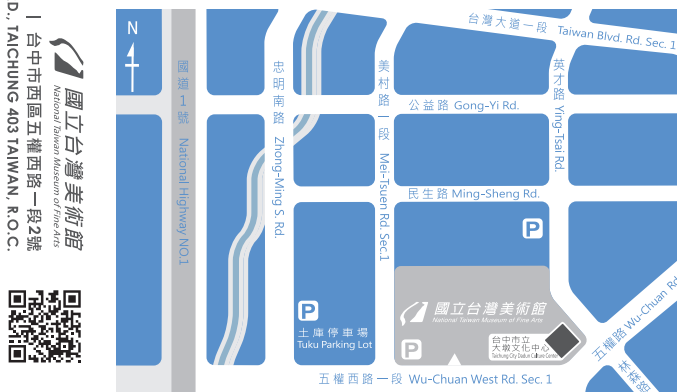 國立台灣美術館
National Taiwan Museum of Fine Arts
| 台中市西區五權西路一段2號
D., TAICHUNG 403 TAIWAN, R.O.C.
N
國道1號 National Highway NO.1
忠明南路 Zhong-Ming S. Rd.
美村路一段 Mei-Tsuen Rd. Sec.1
台灣大道一段 Taiwan Blvd. Rd. Sec. 1
英才路 Ying-Tsai Rd.
公益路 Gong-Yi Rd.
民生路 Ming-Sheng Rd.
P
P
土庫停車場
Tuku Parking Lot
國立台灣美術館
National Taiwan Museum of Fine Arts
P
台中市立
大墩文化中心
Taichung City Dadun Culture Center
五權路 Wu-Chuan Rd
林森路
五權西路一段 Wu-Chuan West Rd. Sec. 1